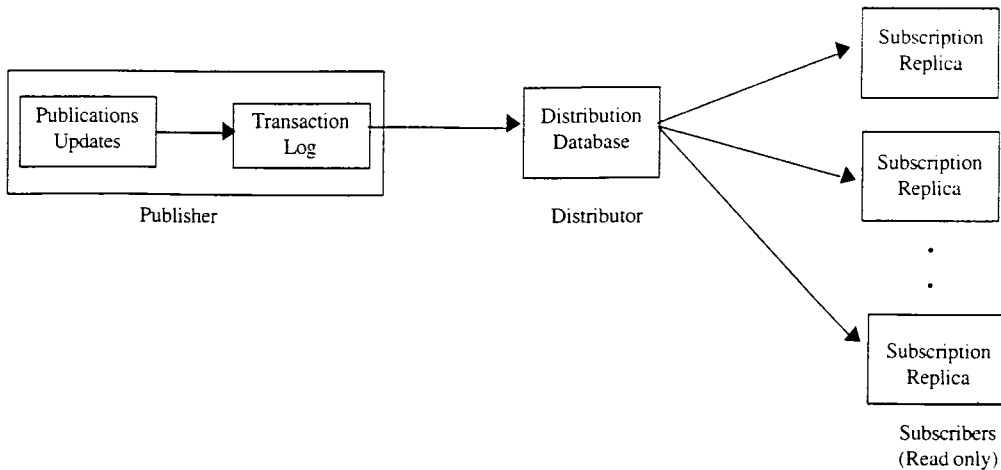 Publications
Updates
Transaction
Log
Publisher
Distribution
Database
Distributor
Subscription
Replica
Subscription
Replica
Subscription
Replica
Subscribers
(Read only)